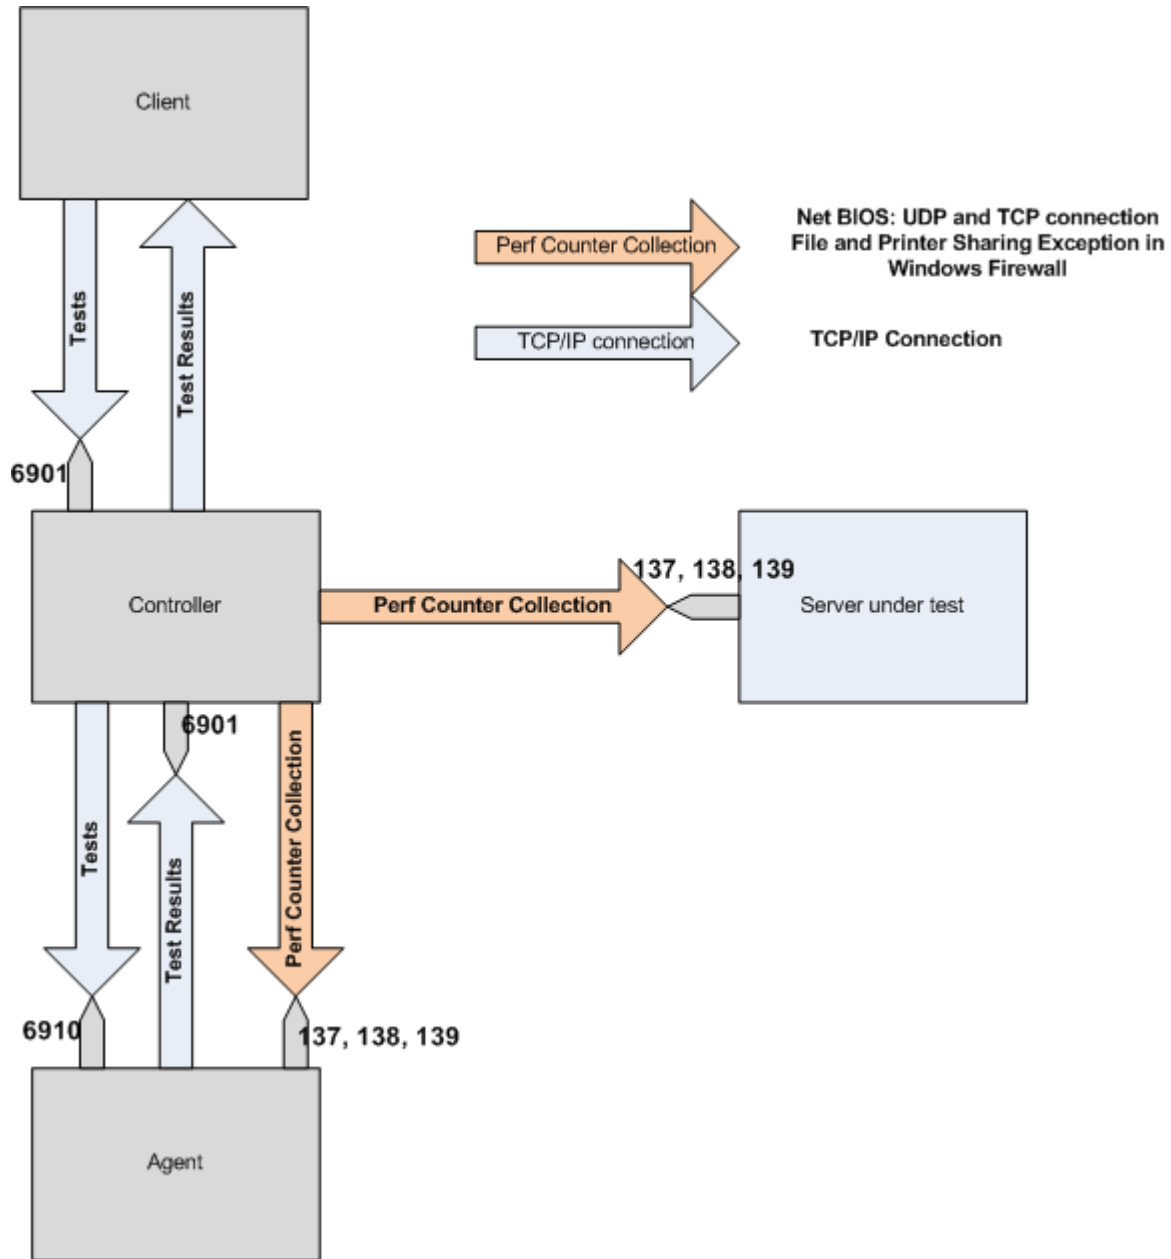 Client
Tests
Test Results
Perf Counter Collection
Net BIOS: UDP and TCP connection
File and Printer Sharing Exception in
Windows Firewall
TCP/IP connection
TCP/IP Connection
6901
Controller
Perf Counter Collection
137, 138, 139
Server under test
6901
Tests
Test Results
Perf Counter Collection
6910
137, 138, 139
Agent